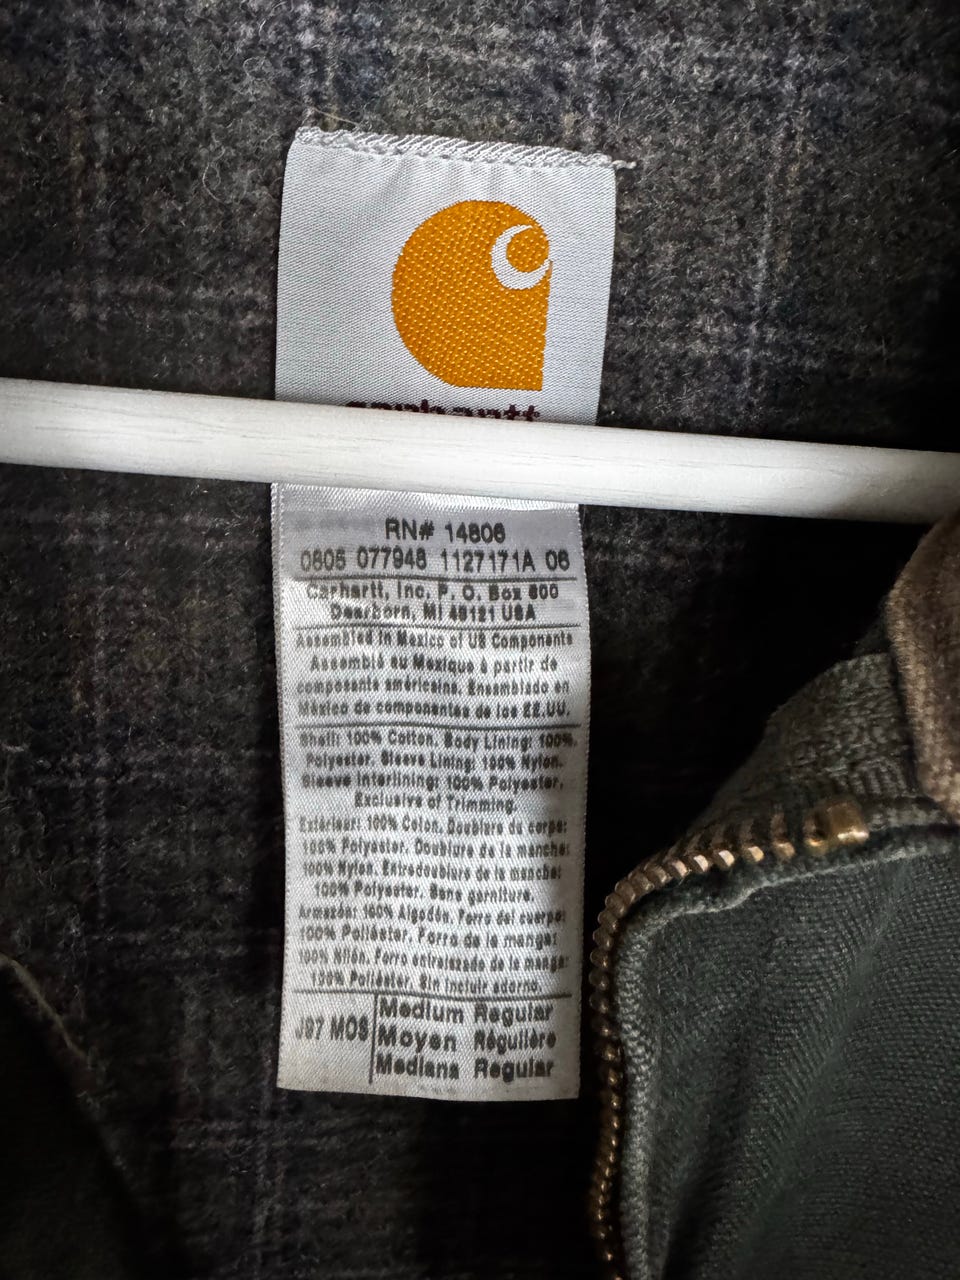 carhartt
RN# 14806
0805 077948 1127171A 06
Carhartt, Inc. P. O. Box 600
Dearborn, MI 48121 USA
Assembled in Mexico of US Components
Assemblé au Mexique à partir de
composants américains. Ensamblado en
México de componentes de los EE.UU.
Shell: 100% Cotton. Body Lining: 100%
Polyester. Sleeve Lining: 100% Nylon.
Sleeve Interlining: 100% Polyester,
Exclusive of Trimming.
Extérieur: 100% Coton. Doublure de corps:
100% Polyester. Doublure de la manche:
100% Nylon. Entredoublure de la manche:
100% Polyester. Sans garniture.
Armazón: 100% Algodón. Forro del cuerpo:
100% Poliéster. Forro de la manga:
100% Nilón. Forro entrelazado de la manga:
100% Poliéster. Sin incluir adorno.
J97 MOS
Medium Regular
Moyen Régulière
Mediana Regular